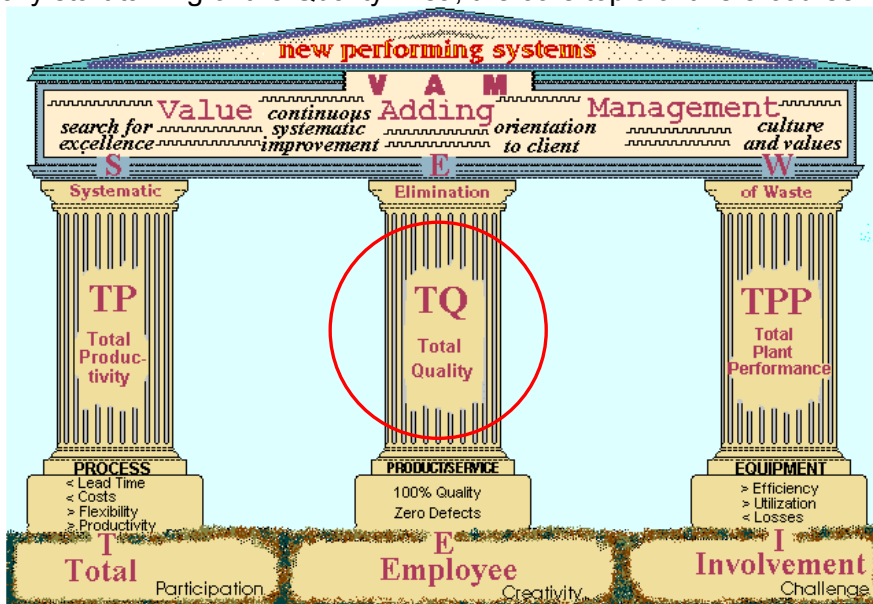 new performing systems
V A M
Value Adding Management
search for excellence
continuous systematic improvement
orientation to client
culture and values
S E W
Systematic Elimination of Waste
TP
Total
Produc-
tivity
TQ
Total
Quality
TPP
Total
Plant
Performance
PROCESS
< Lead Time
< Costs
> Flexibility
> Productivity
PRODUCT/SERVICE
100% Quality
Zero Defects
EQUIPMENT
> Efficiency
> Utilization
< Losses
T E I
Total Employee Involvement
Participation Creativity Challenge